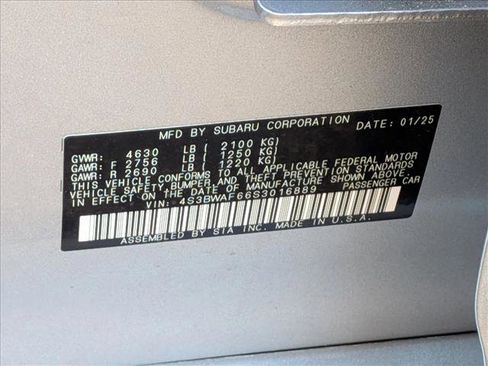 MFD BY SUBARU CORPORATION DATE: 01/25
GVWR: 4630 LB ( 2100 KG)
GAWR: F 2756 LB ( 1250 KG)
GAWR: R 2690 LB ( 1220 KG)
THIS VEHICLE CONFORMS TO ALL APPLICABLE FEDERAL MOTOR
VEHICLE SAFETY, BUMPER, AND THEFT PREVENTION STANDARDS
IN EFFECT ON THE DATE OF MANUFACTURE SHOWN ABOVE.
VIN: 4S3BWAF66S3016889 PASSENGER CAR
ASSEMBLED BY SIA INC. MADE IN U.S.A.